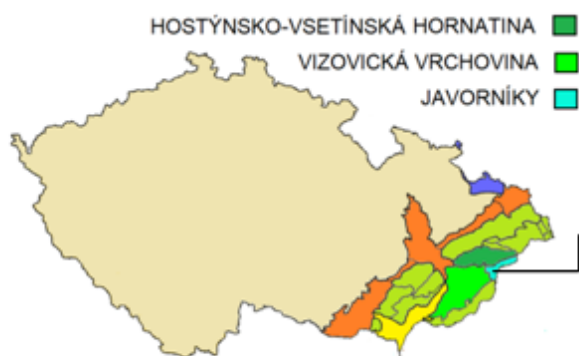 HOSTÝNSKO-VSETÍNSKÁ HORNATINA
VIZOVICKÁ VRCHOVINA
JAVORNÍKY